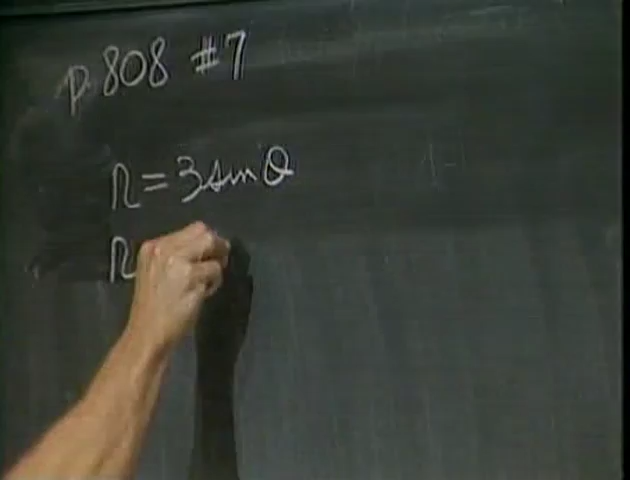 p. 808 #7
r = 3 sin θ
r